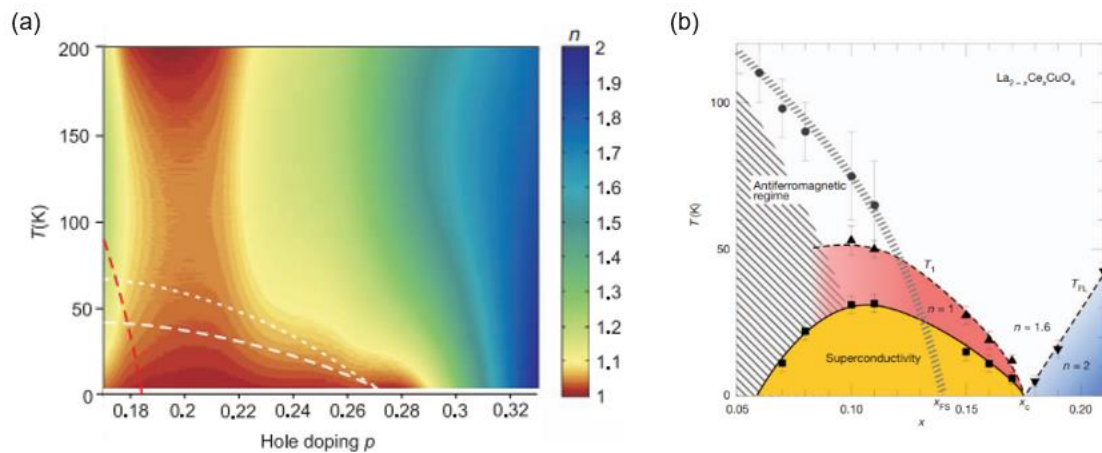 (a)
n
200
150
100
50
0
T(K)
0.18 0.2 0.22 0.24 0.26 0.28 0.3 0.32
Hole doping p
2
1.9
1.8
1.7
1.6
1.5
1.4
1.3
1.2
1.1
1
(b)
La₂₋ₓCeₓCuO₄
100
50
0
T (K)
Antiferromagnetic
regime
T₁
T_FL
n = 1
n = 1.6
n = 2
Superconductivity
0.05 0.10 x_FS 0.15 x_c 0.20
x